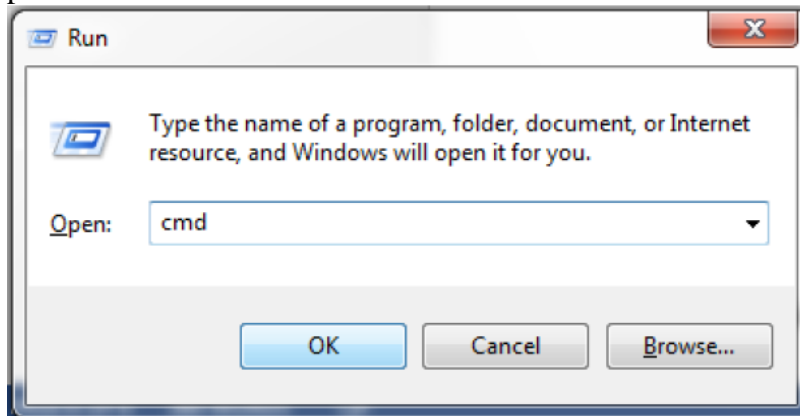 Run
Type the name of a program, folder, document, or Internet
resource, and Windows will open it for you.
Open: cmd
OK Cancel Browse...